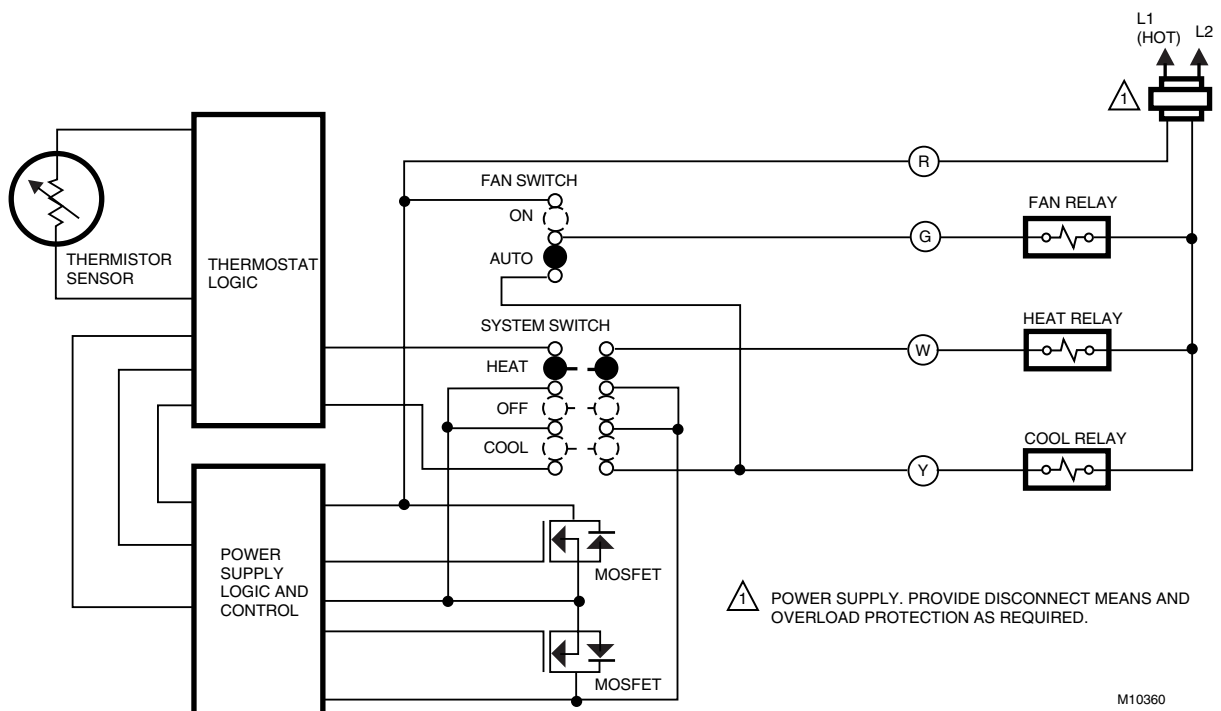 L1
(HOT)
L2
1
R
FAN SWITCH
ON
AUTO
G
FAN RELAY
THERMISTOR
SENSOR
THERMOSTAT
LOGIC
SYSTEM SWITCH
HEAT
OFF
COOL
W
HEAT RELAY
Y
COOL RELAY
POWER
SUPPLY
LOGIC AND
CONTROL
MOSFET
MOSFET
1
POWER SUPPLY. PROVIDE DISCONNECT MEANS AND
OVERLOAD PROTECTION AS REQUIRED.
M10360